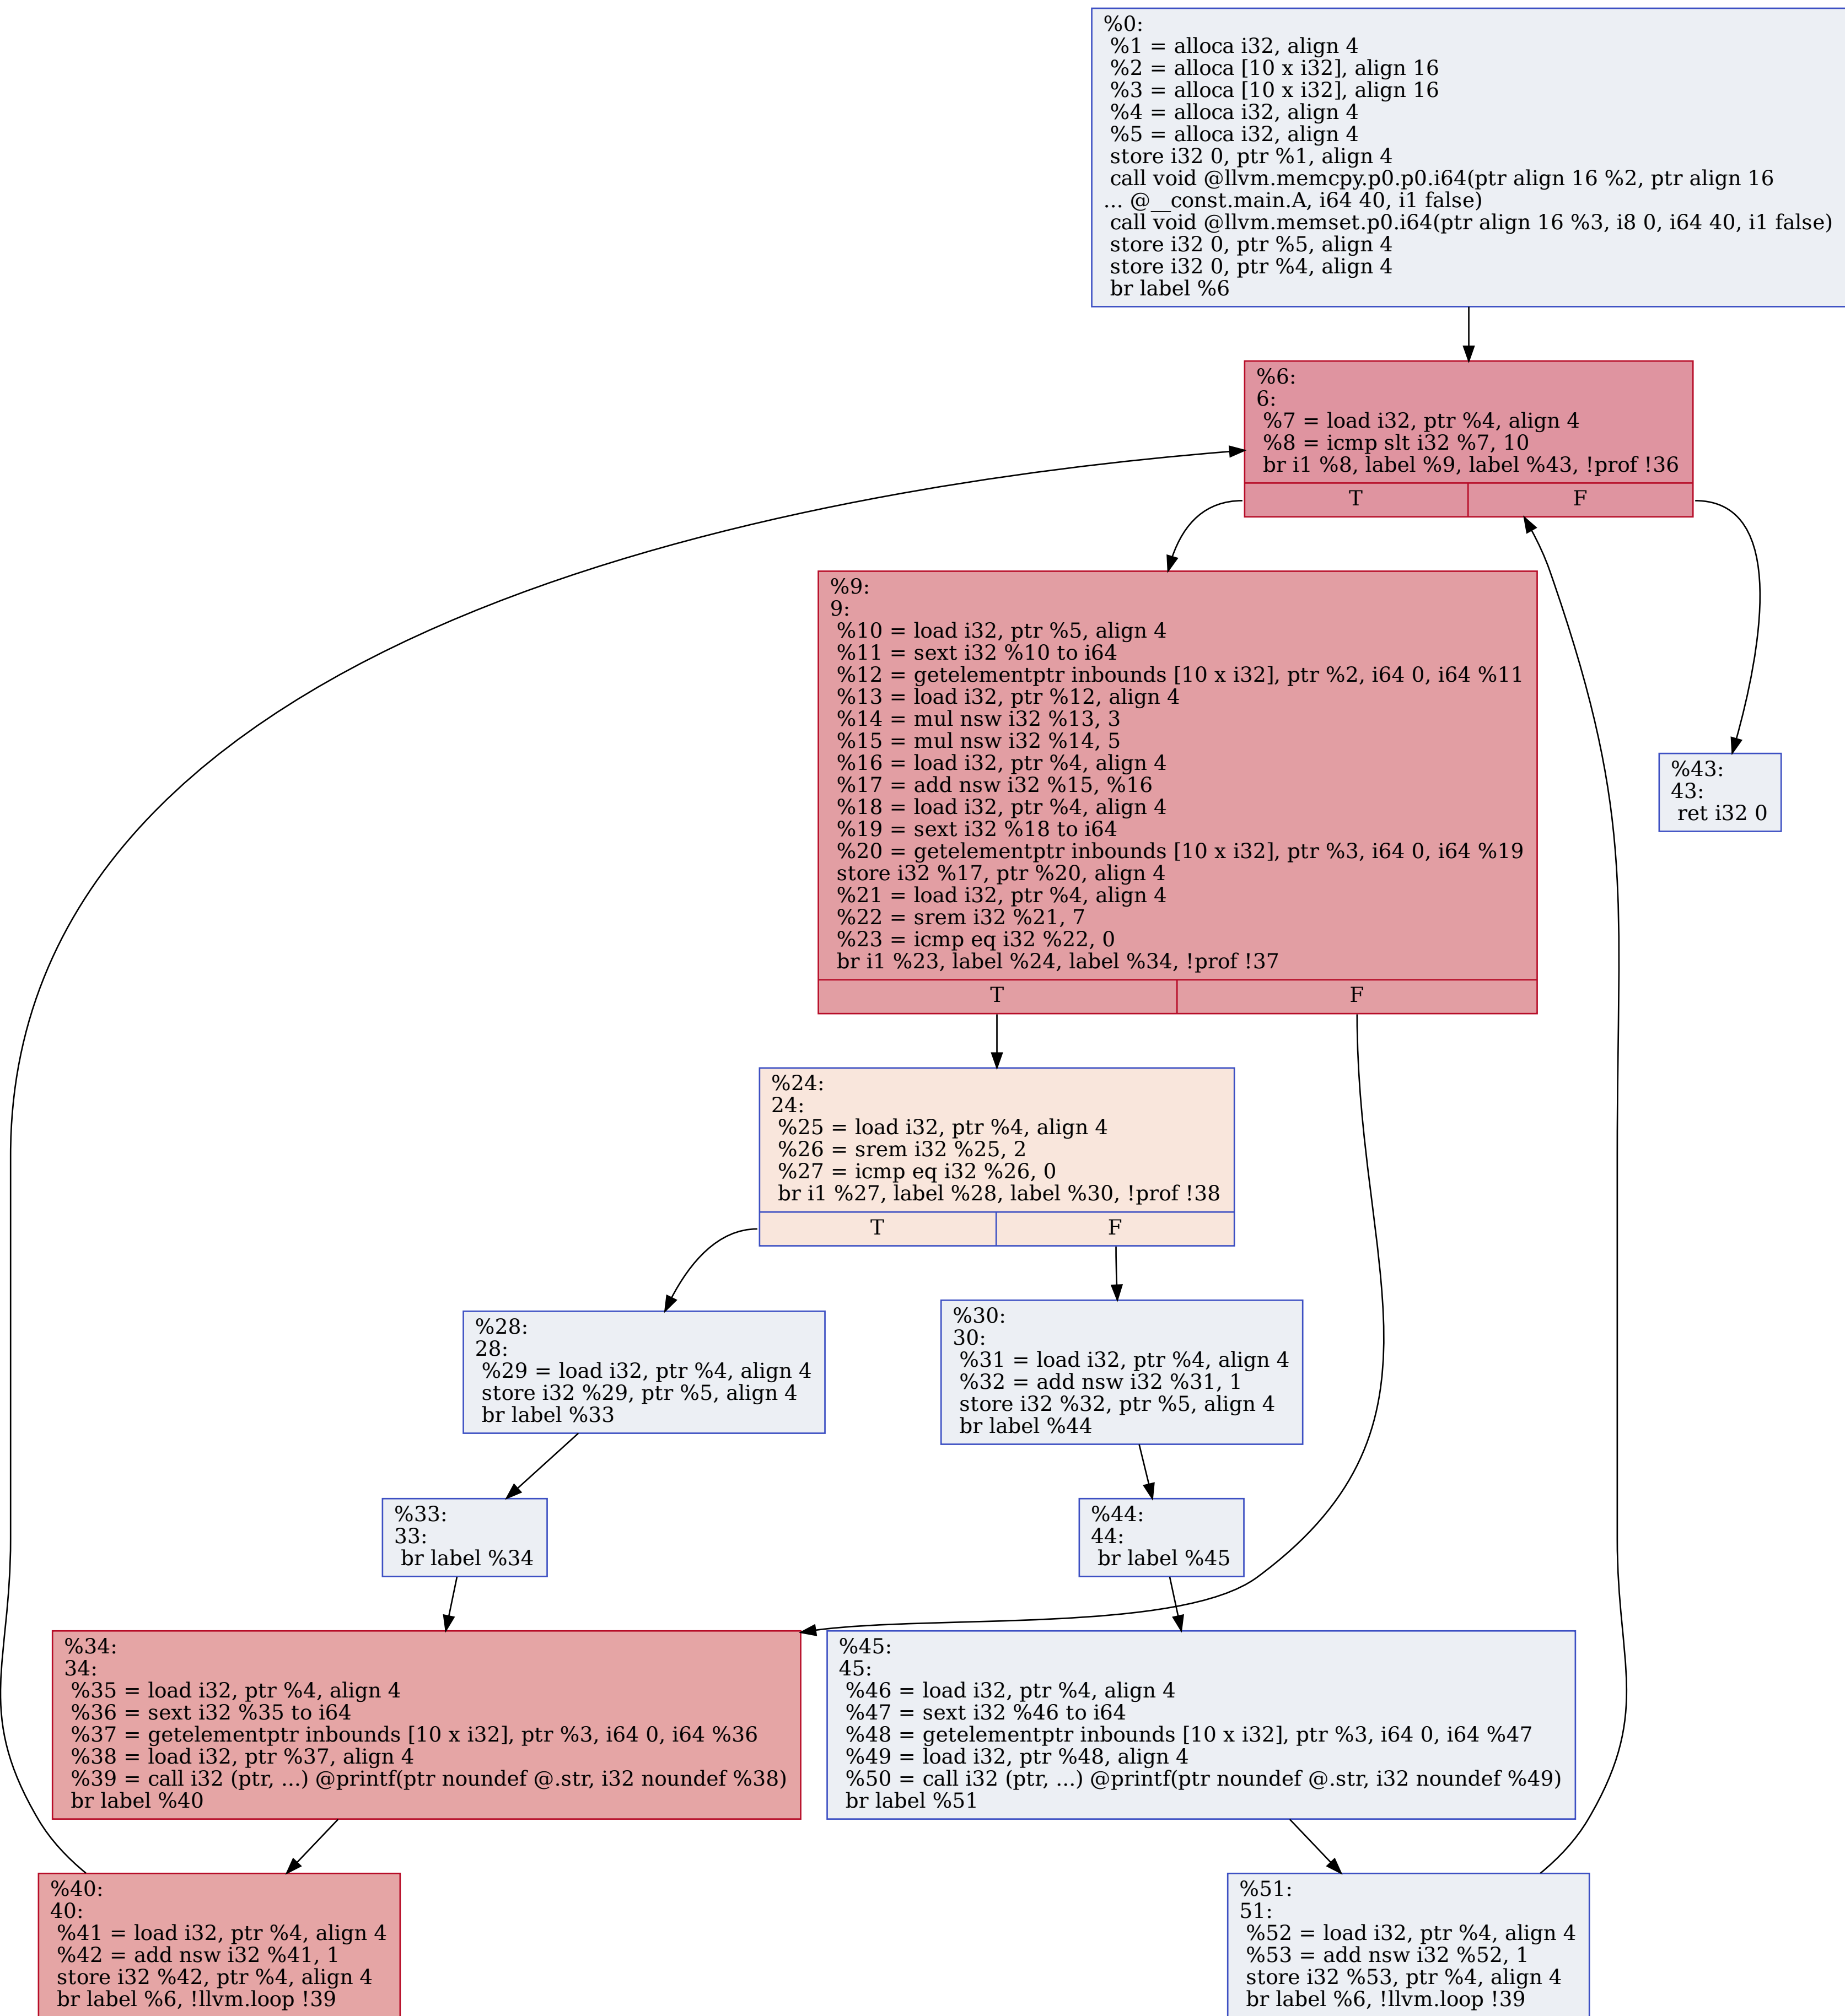 %0:
%1 = alloca i32, align 4
%2 = alloca [10 x i32], align 16
%3 = alloca [10 x i32], align 16
%4 = alloca i32, align 4
%5 = alloca i32, align 4
store i32 0, ptr %1, align 4
call void @llvm.memcpy.p0.p0.i64(ptr align 16 %2, ptr align 16
... @__const.main.A, i64 40, i1 false)
call void @llvm.memset.p0.i64(ptr align 16 %3, i8 0, i64 40, i1 false)
store i32 0, ptr %5, align 4
store i32 0, ptr %4, align 4
br label %6
%6:
6:
%7 = load i32, ptr %4, align 4
%8 = icmp slt i32 %7, 10
br i1 %8, label %9, label %43, !prof !36
T F
%9:
9:
%10 = load i32, ptr %5, align 4
%11 = sext i32 %10 to i64
%12 = getelementptr inbounds [10 x i32], ptr %2, i64 0, i64 %11
%13 = load i32, ptr %12, align 4
%14 = mul nsw i32 %13, 3
%15 = mul nsw i32 %14, 5
%16 = load i32, ptr %4, align 4
%17 = add nsw i32 %15, %16
%18 = load i32, ptr %4, align 4
%19 = sext i32 %18 to i64
%20 = getelementptr inbounds [10 x i32], ptr %3, i64 0, i64 %19
store i32 %17, ptr %20, align 4
%21 = load i32, ptr %4, align 4
%22 = srem i32 %21, 7
%23 = icmp eq i32 %22, 0
br i1 %23, label %24, label %34, !prof !37
T F
%43:
43:
ret i32 0
%24:
24:
%25 = load i32, ptr %4, align 4
%26 = srem i32 %25, 2
%27 = icmp eq i32 %26, 0
br i1 %27, label %28, label %30, !prof !38
T F
%28:
28:
%29 = load i32, ptr %4, align 4
store i32 %29, ptr %5, align 4
br label %33
%30:
30:
%31 = load i32, ptr %4, align 4
%32 = add nsw i32 %31, 1
store i32 %32, ptr %5, align 4
br label %44
%33:
33:
br label %34
%44:
44:
br label %45
%34:
34:
%35 = load i32, ptr %4, align 4
%36 = sext i32 %35 to i64
%37 = getelementptr inbounds [10 x i32], ptr %3, i64 0, i64 %36
%38 = load i32, ptr %37, align 4
%39 = call i32 (ptr, ...) @printf(ptr noundef @.str, i32 noundef %38)
br label %40
%45:
45:
%46 = load i32, ptr %4, align 4
%47 = sext i32 %46 to i64
%48 = getelementptr inbounds [10 x i32], ptr %3, i64 0, i64 %47
%49 = load i32, ptr %48, align 4
%50 = call i32 (ptr, ...) @printf(ptr noundef @.str, i32 noundef %49)
br label %51
%40:
40:
%41 = load i32, ptr %4, align 4
%42 = add nsw i32 %41, 1
store i32 %42, ptr %4, align 4
br label %6, !llvm.loop !39
%51:
51:
%52 = load i32, ptr %4, align 4
%53 = add nsw i32 %52, 1
store i32 %53, ptr %4, align 4
br label %6, !llvm.loop !39